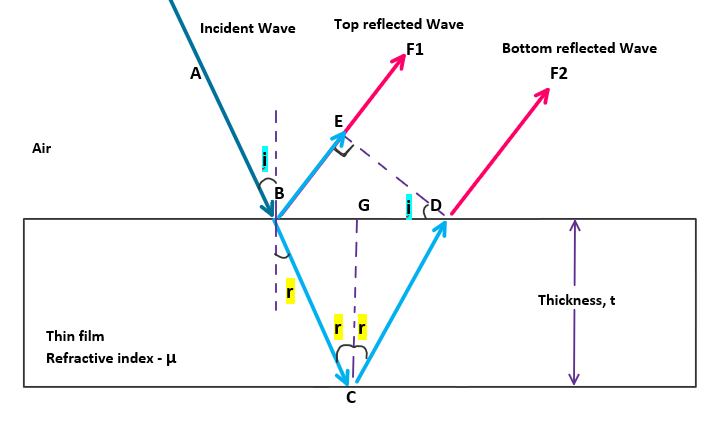 Incident Wave
Top reflected Wave
F1
Bottom reflected Wave
F2
A
E
Air
i
B
G
i
D
r
Thickness, t
r r
Thin film
Refractive index - μ
C